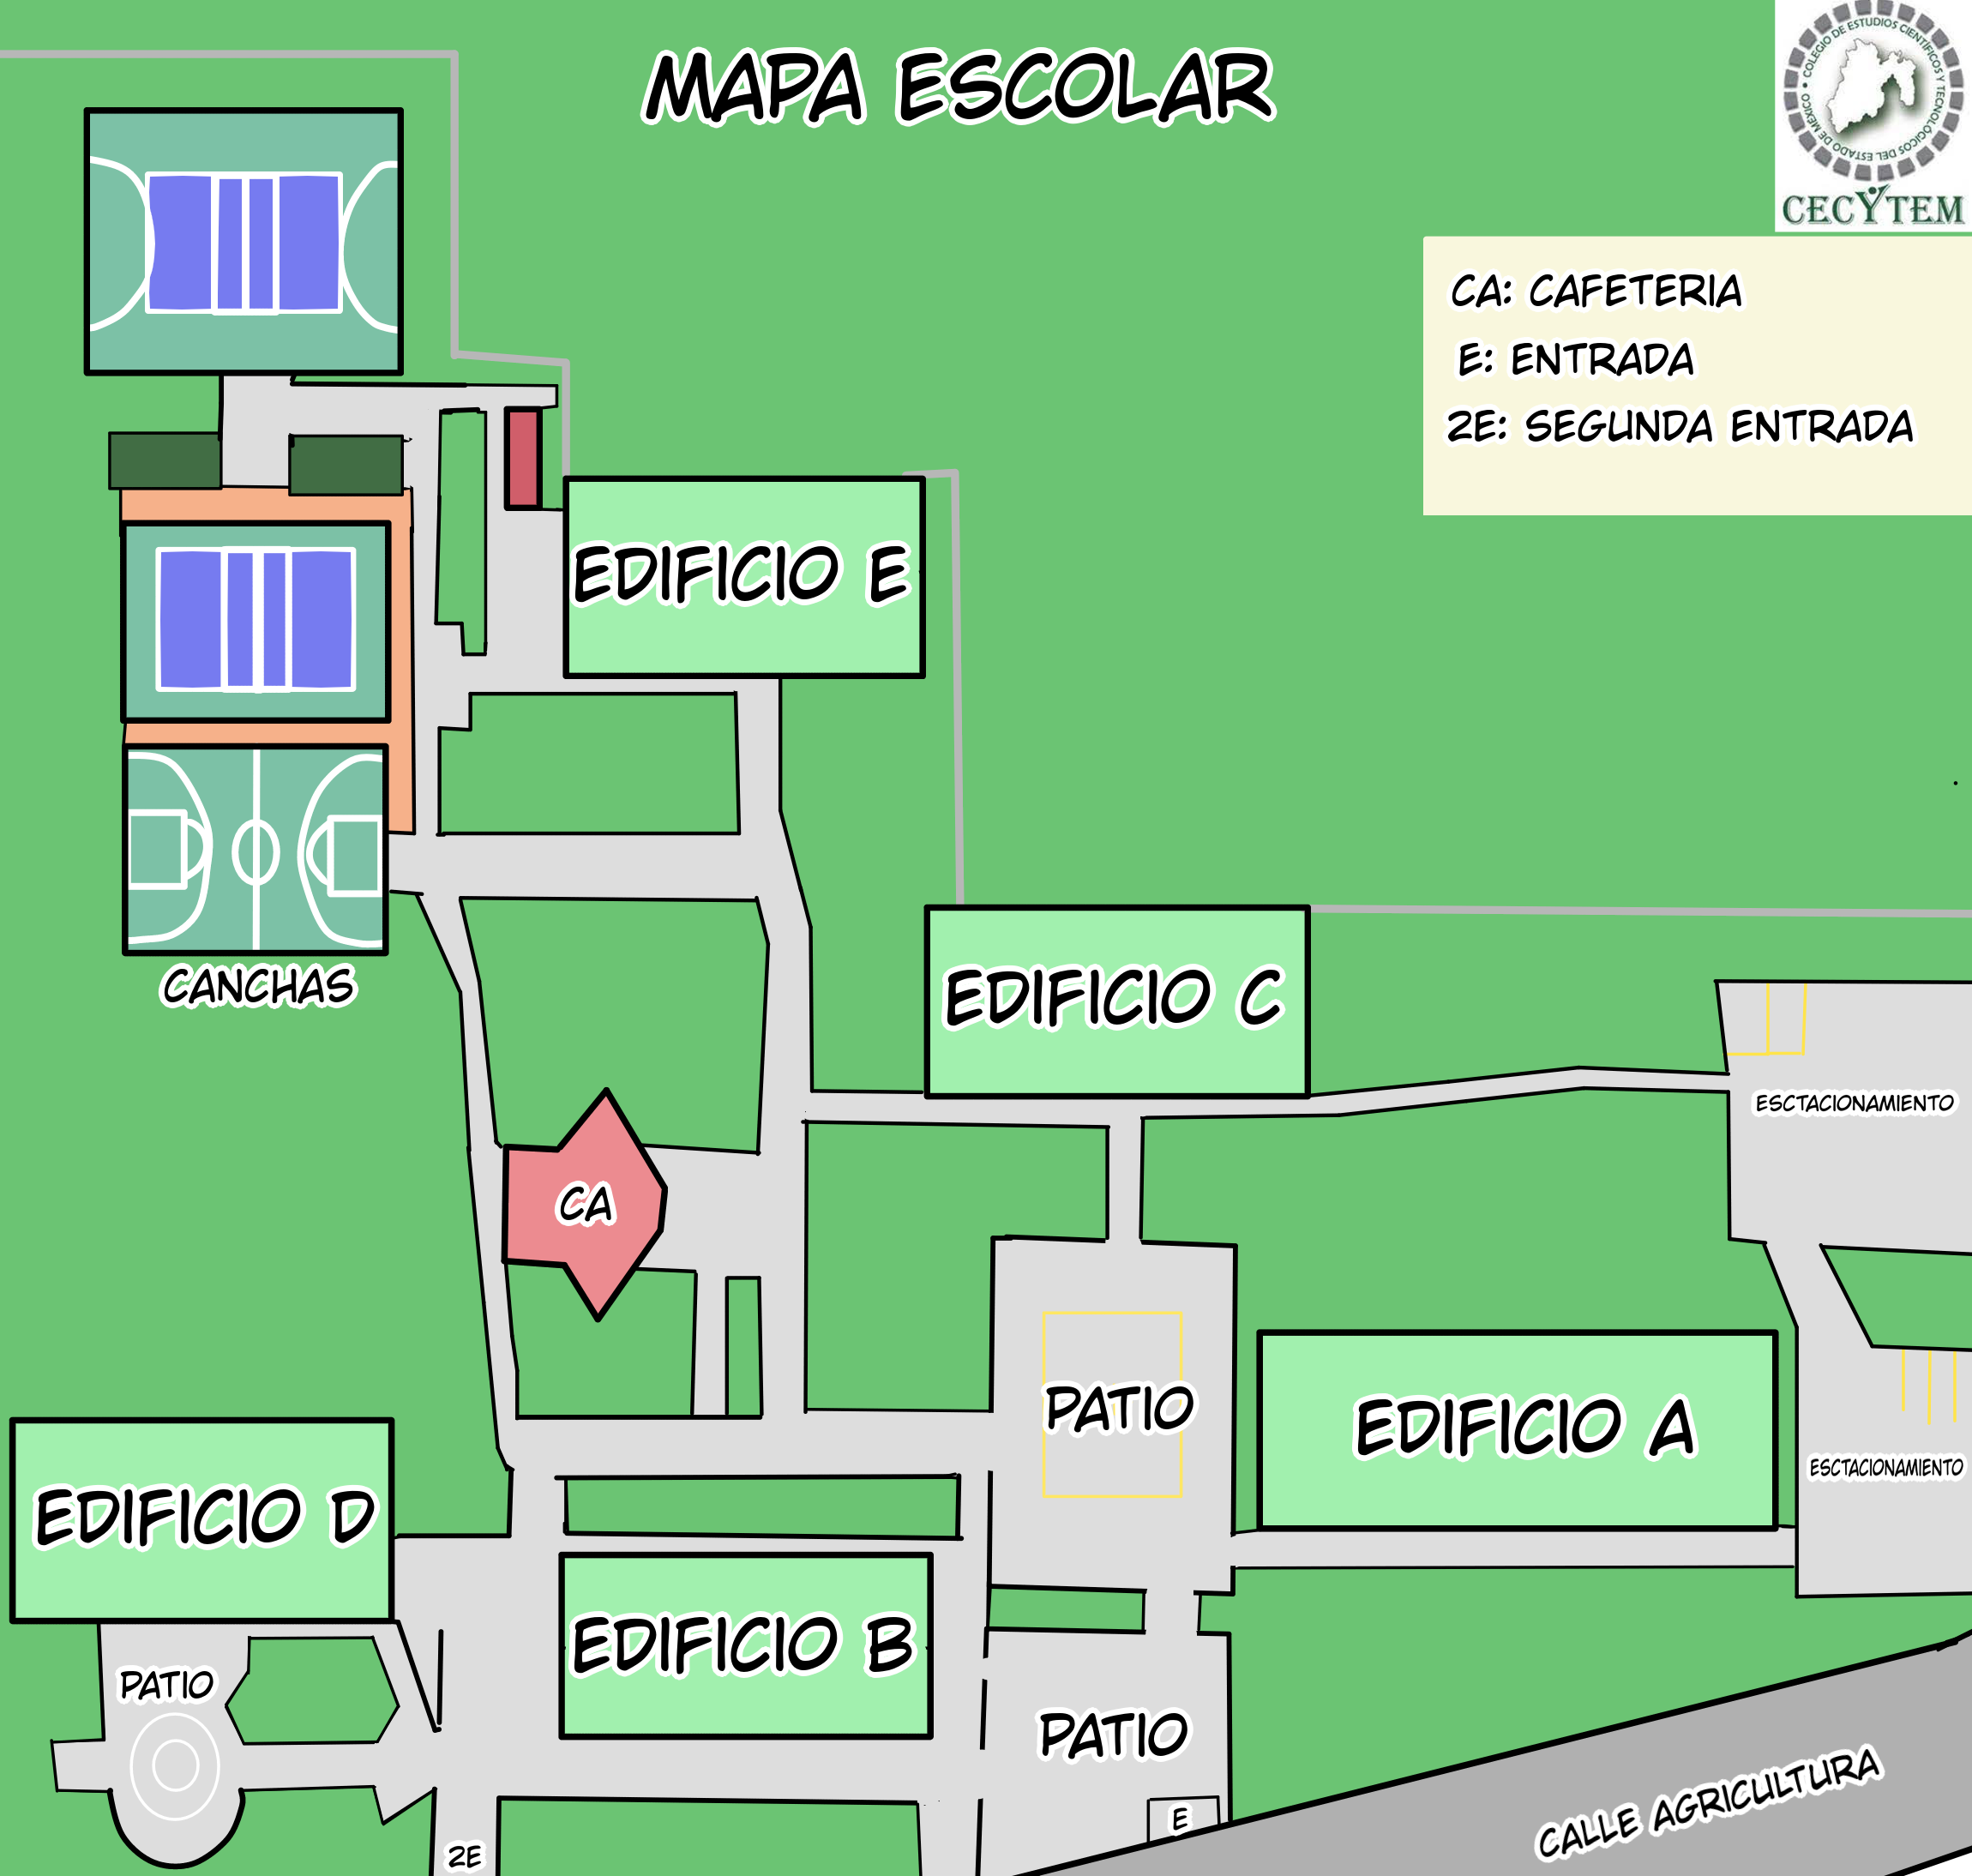 MAPA ESCOLAR
COLEGIO DE ESTUDIOS CIENTÍFICOS Y TECNOLÓGICOS DEL ESTADO DE MÉXICO •
CECYTEM
CA: CAFETERIA
E: ENTRADA
2E: SEGUNDA ENTRADA
EDIFICIO E
CANCHAS
EDIFICIO C
ESCTACIONAMIENTO
CA
PATIO
EDIFICIO A
ESCTACIONAMIENTO
EDIFICIO D
EDIFICIO B
PATIO
PATIO
E
CALLE AGRICULTURA
2E